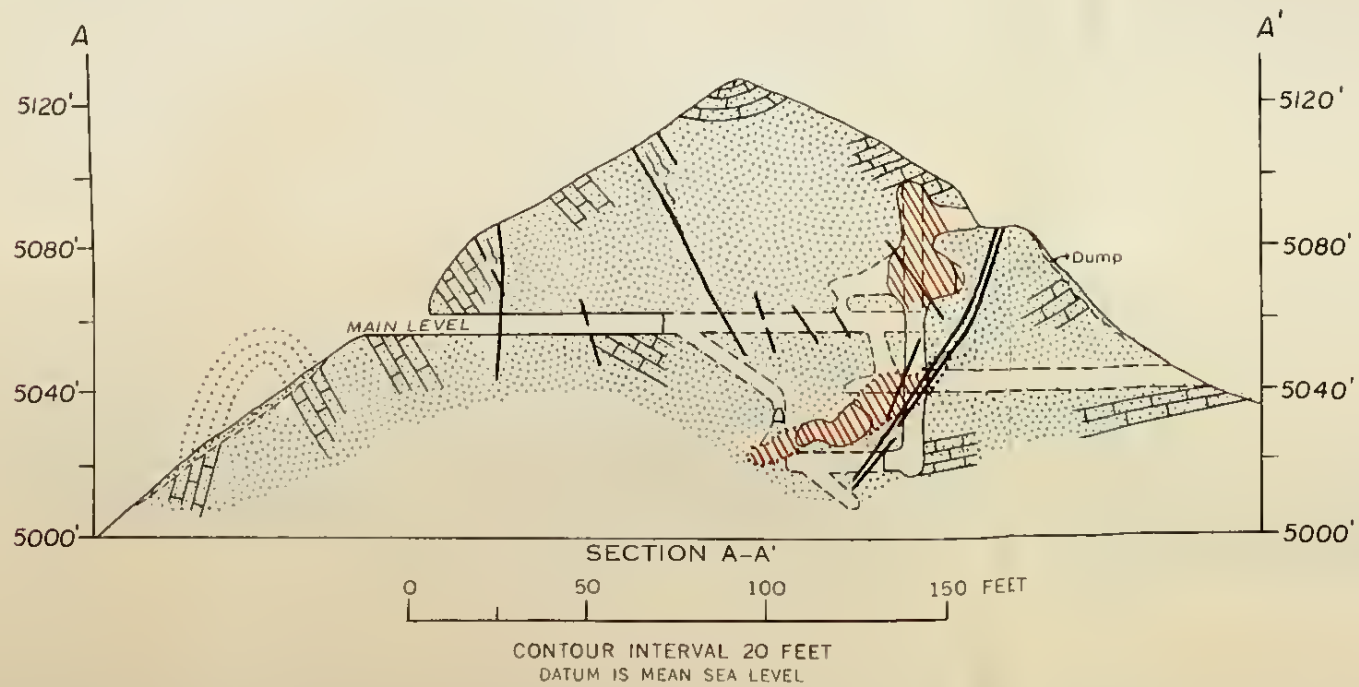 A
A'
5120'
5120'
5080'
5080'
Dump
MAIN LEVEL
5040'
5040'
5000'
5000'
SECTION A-A'
0 50 100 150 FEET
CONTOUR INTERVAL 20 FEET
DATUM IS MEAN SEA LEVEL